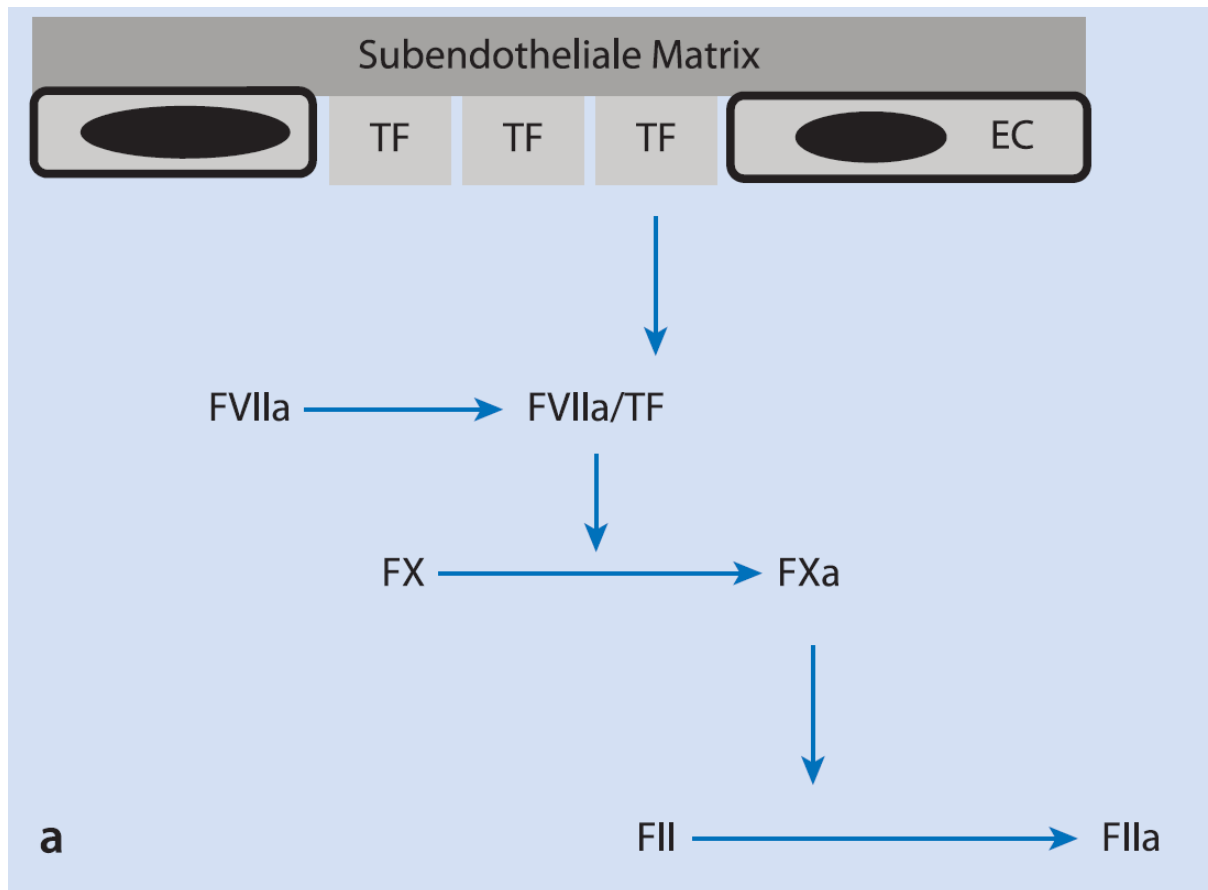 Subendotheliale Matrix
TF TF TF EC
FVIIa FVIIa/TF
FX FXa
a FII FIIa